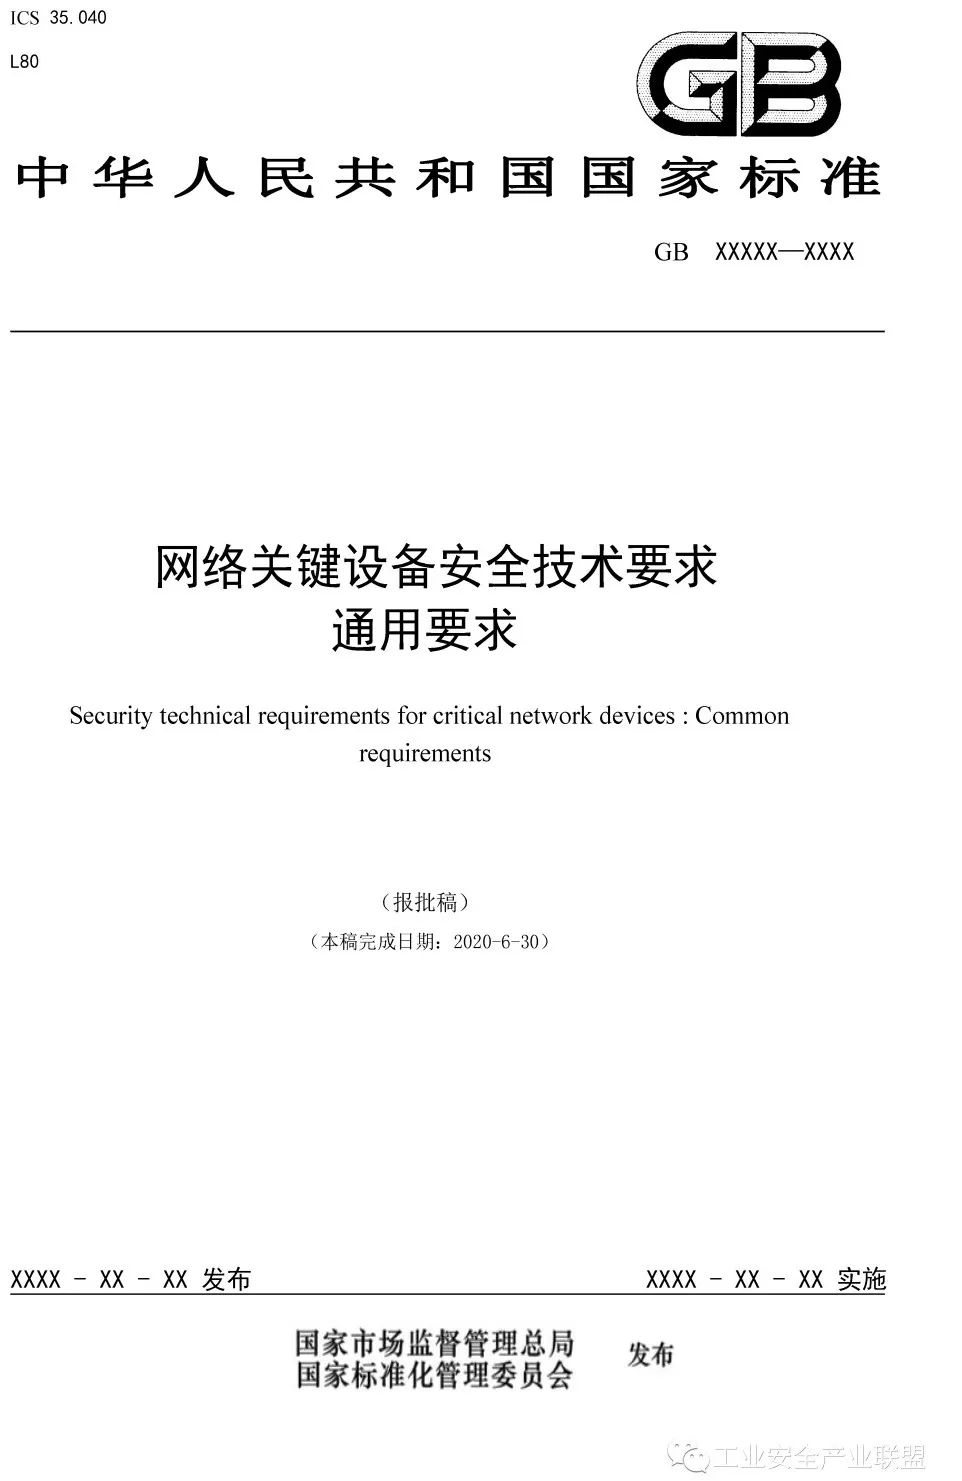 ICS 35.040
L80
GB
中华人民共和国国家标准
GB XXXXX—XXXX
网络关键设备安全技术要求
通用要求
Security technical requirements for critical network devices : Common
requirements
（报批稿）
（本稿完成日期：2020-6-30）
XXXX - XX - XX 发布
XXXX - XX - XX 实施
国家市场监督管理总局
国家标准化管理委员会
发布
工业安全产业联盟